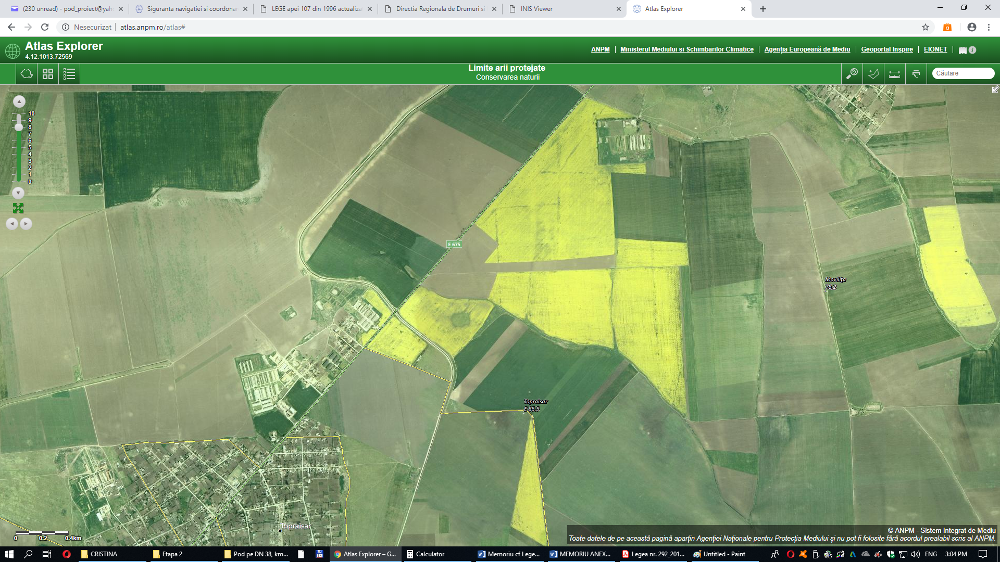 (230 unread) - pod_proiect@yah
Siguranta navigatiei si coordonar
LEGE apei 107 din 1996 actualiza
Directia Regionala de Drumuri si
INIS Viewer
Atlas Explorer
Nesecurizat
atlas.anpm.ro/atlas#
Atlas Explorer
4.12.1013.72569
ANPM
Ministerul Mediului si Schimbarilor Climatice
Agenția Europeană de Mediu
Geoportal Inspire
EIONET
Limite arii protejate
Conservarea naturii
Căutare
10
9
8
7
6
5
4
3
2
1
0
E 675
Movilița
78.2
Topraisar
E 85.5
Topraisar
0 0.2 0.4km
© ANPM - Sistem Integrat de Mediu
Toate datele de pe această pagină aparțin Agenției Naționale pentru Protecția Mediului și nu pot fi folosite fără acordul prealabil scris al ANPM.
CRISTINA
Etapa 2
Pod pe DN 38, km...
Atlas Explorer – G...
Calculator
Memoriu cf Lege...
MEMORIU ANEX...
Legea nr. 292_201...
Untitled - Paint
ENG
3:04 PM